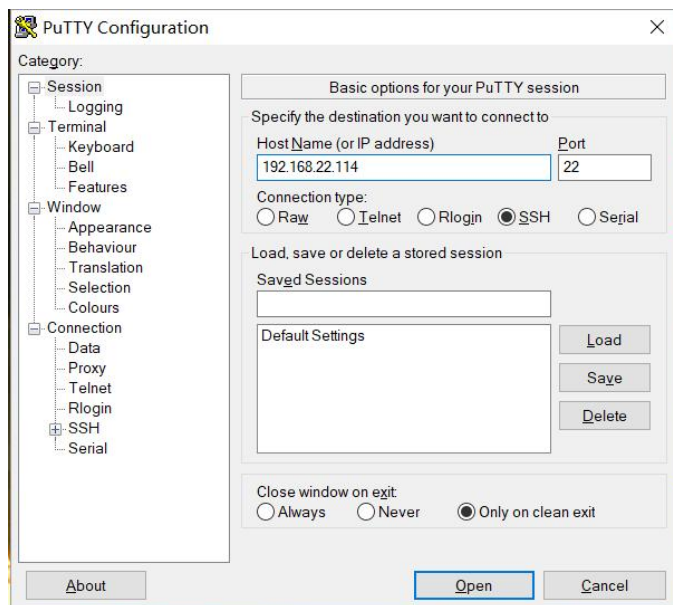 PuTTY Configuration
Category:
Session
Logging
Terminal
Keyboard
Bell
Features
Window
Appearance
Behaviour
Translation
Selection
Colours
Connection
Data
Proxy
Telnet
Rlogin
SSH
Serial
Basic options for your PuTTY session
Specify the destination you want to connect to
Host Name (or IP address) Port
192.168.22.114 22
Connection type:
Raw Telnet Rlogin SSH Serial
Load, save or delete a stored session
Saved Sessions
Default Settings
Load
Save
Delete
Close window on exit:
Always Never Only on clean exit
About Open Cancel